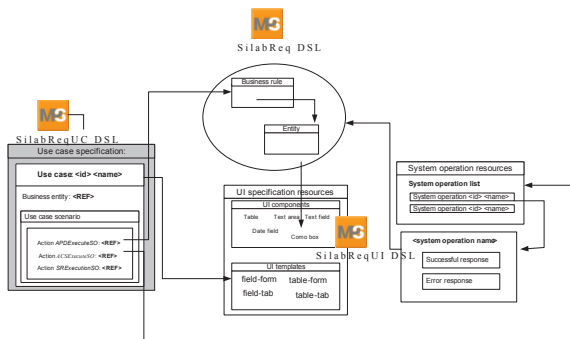 MPS
SilabReq DSL
Business rule
Entity
MPS
SilabReqUC DSL
Use case specification:
Use case: <id> <name>
Business entity: <REF>
Use case scenario
Action APDExecuteSO: <REF>
Action ACSExecuteSO: <REF>
Action SRExecutionSO: <REF>
UI specification resources
UI components
Table Text area Text field
Date field
Como box
MPS
SilabReqUI DSL
UI templates
field-form table-form
field-tab table-tab
System operation resources
System operation list
System operation <id> <name>
System operation <id> <name>
<system operation name>
Successful response
Error response